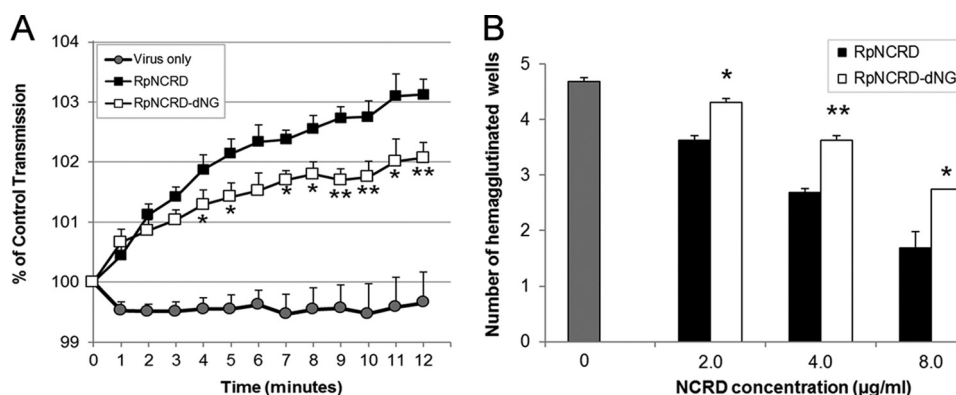 A
% of Control Transmission
104
103
102
101
100
99
Virus only
RpNCRD
RpNCRD-dNG
* * * * ** ** * **
0 1 2 3 4 5 6 7 8 9 10 11 12
Time (minutes)
B
Number of hemagglutinated wells
5
4
3
2
1
0
RpNCRD
RpNCRD-dNG
*
**
*
0 2.0 4.0 8.0
NCRD concentration (μg/ml)